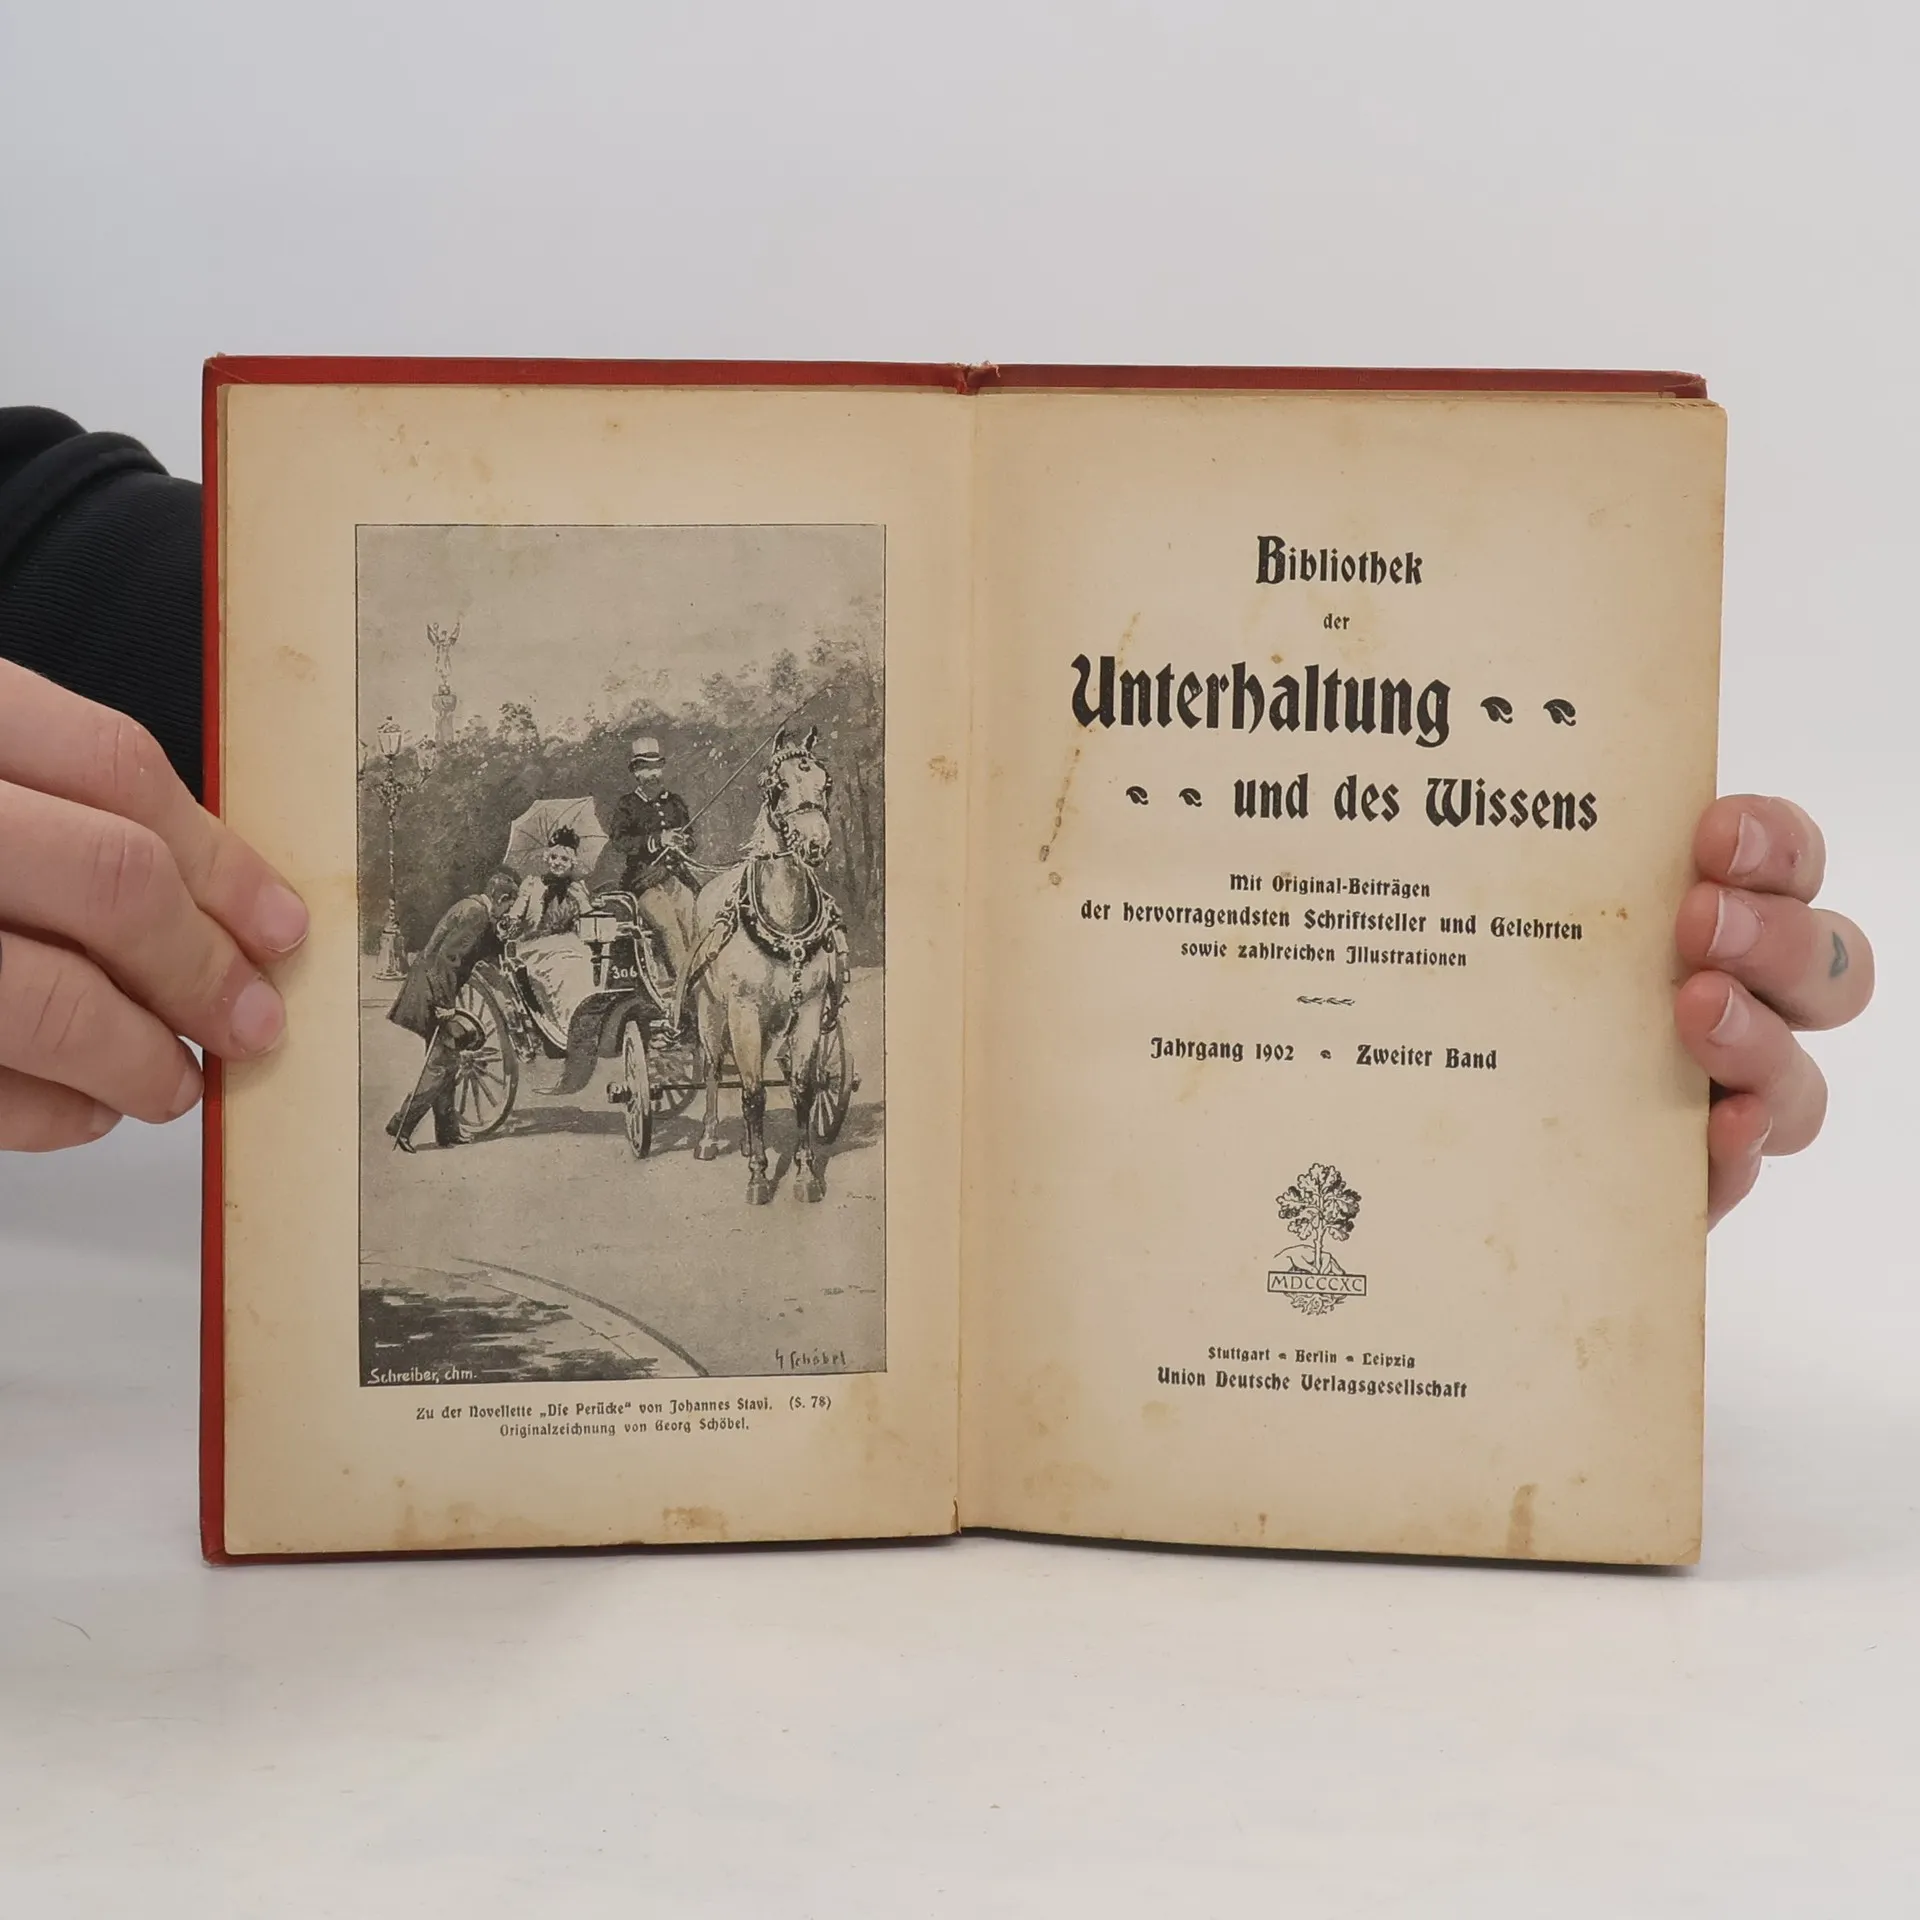 306
G Schöbel
Schreiber, chm.
Zu der Novellette „Die Perücke“ von Johannes Stavi. (S. 78)
Originalzeichnung von Georg Schöbel.
Bibliothek
der
Unterhaltung
und des Wissens
Mit Original-Beiträgen
der hervorragendsten Schriftsteller und Gelehrten
sowie zahlreichen Illustrationen
Jahrgang 1902 Zweiter Band
MDCCCXC
Stuttgart Berlin Leipzig
Union Deutsche Verlagsgesellschaft